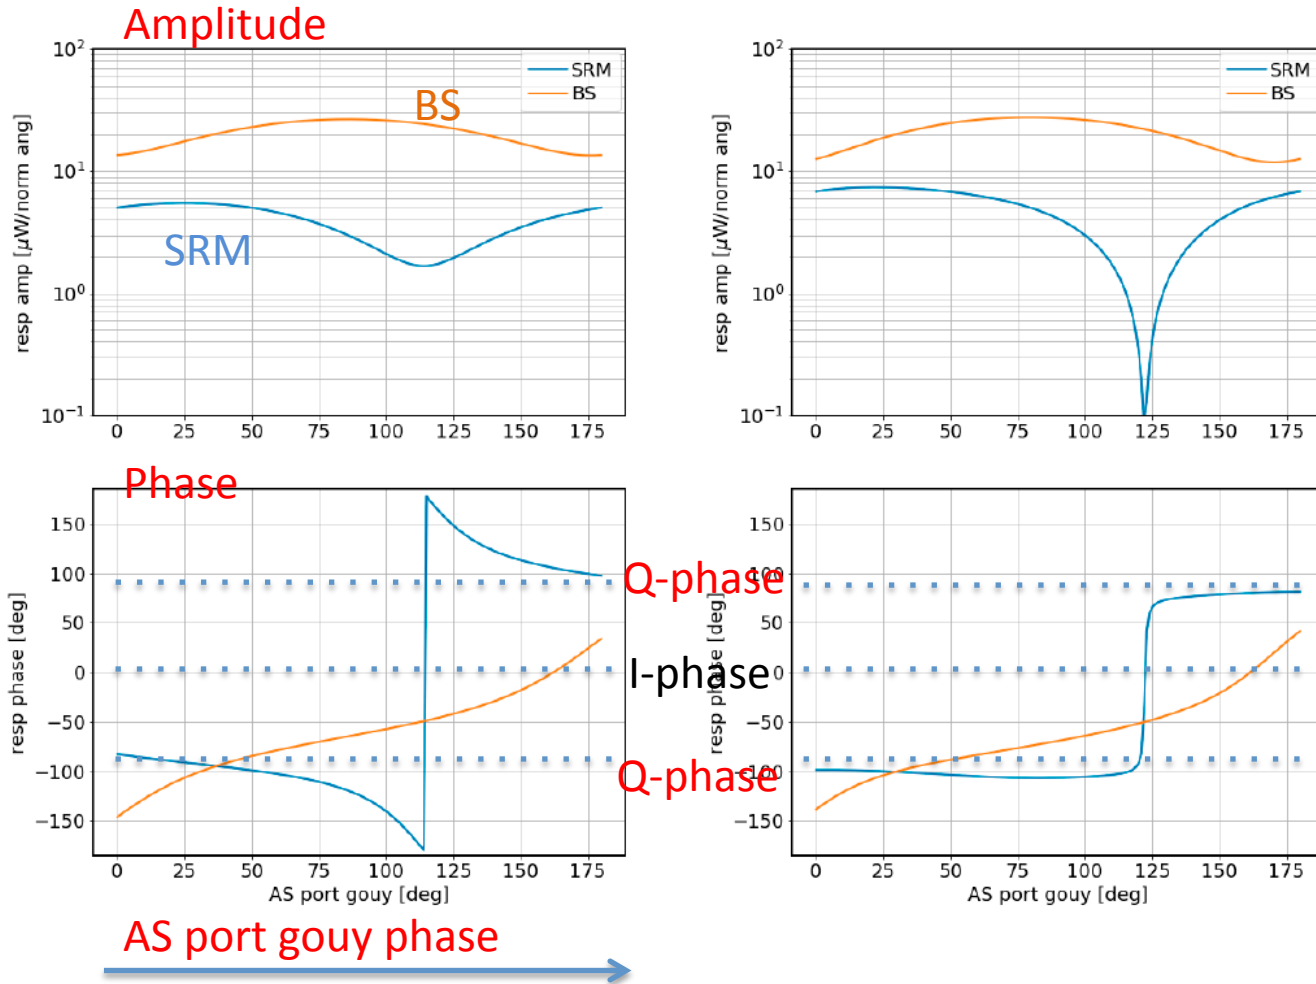 Amplitude
10²
10¹
10⁰
10⁻¹
resp amp [μW/norm ang]
SRM
BS
BS
SRM
0 25 50 75 100 125 150 175
10²
10¹
10⁰
10⁻¹
resp amp [μW/norm ang]
SRM
BS
0 25 50 75 100 125 150 175
Phase
150
100
50
0
−50
−100
−150
resp phase [deg]
0 25 50 75 100 125 150 175
AS port gouy [deg]
Q-phase
I-phase
Q-phase
150
100
50
0
−50
−100
−150
resp phase [deg]
0 25 50 75 100 125 150 175
AS port gouy [deg]
AS port gouy phase